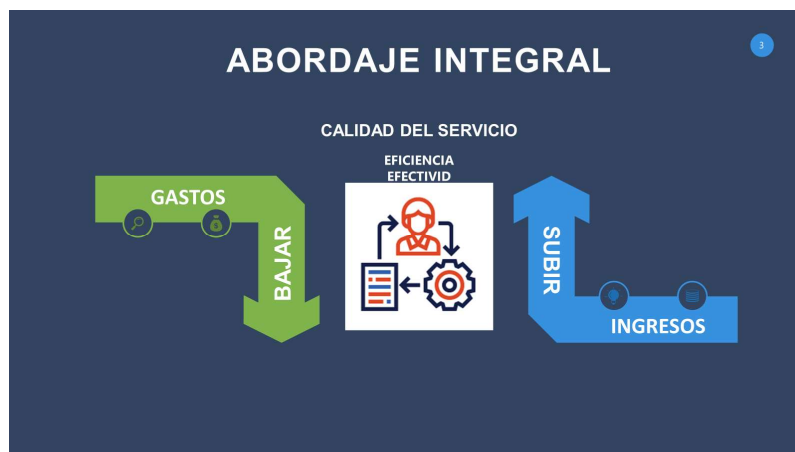 3
ABORDAJE INTEGRAL
CALIDAD DEL SERVICIO
EFICIENCIA
EFECTIVID
GASTOS
BAJAR
SUBIR
INGRESOS